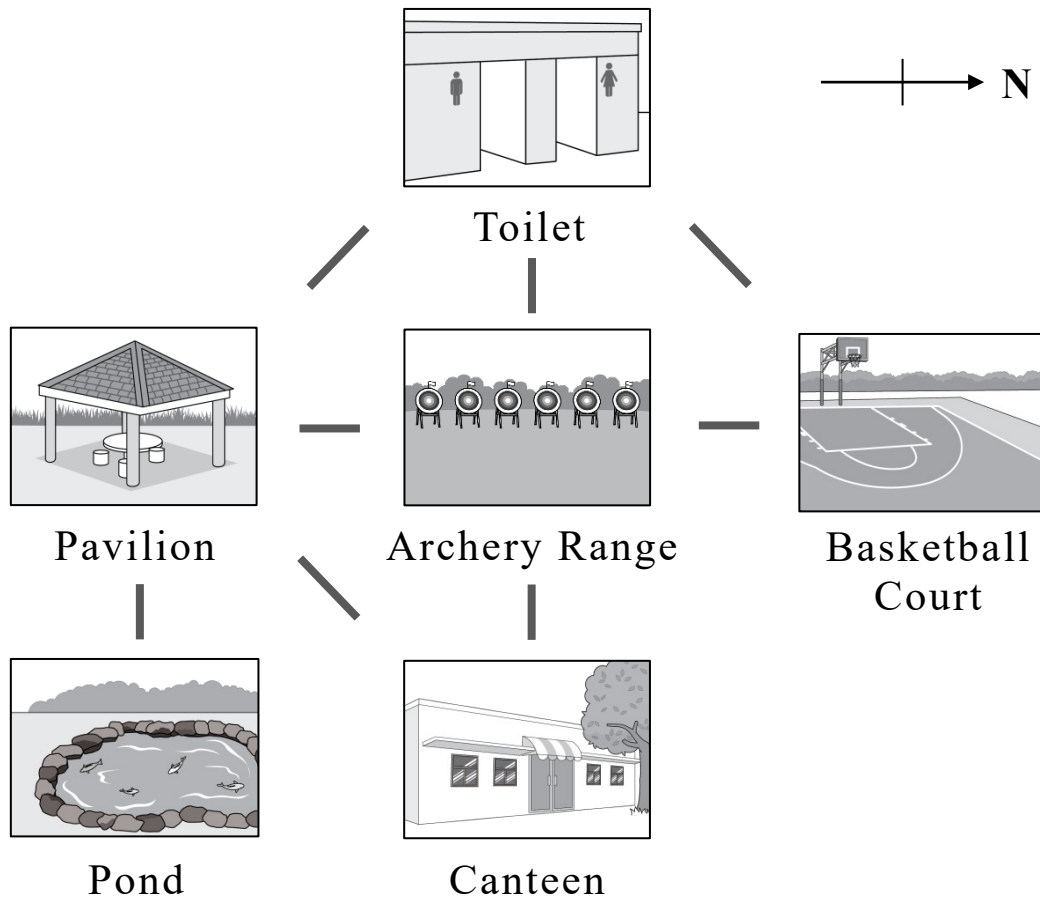 N
Toilet
Pavilion
Archery Range
Basketball
Court
Pond
Canteen